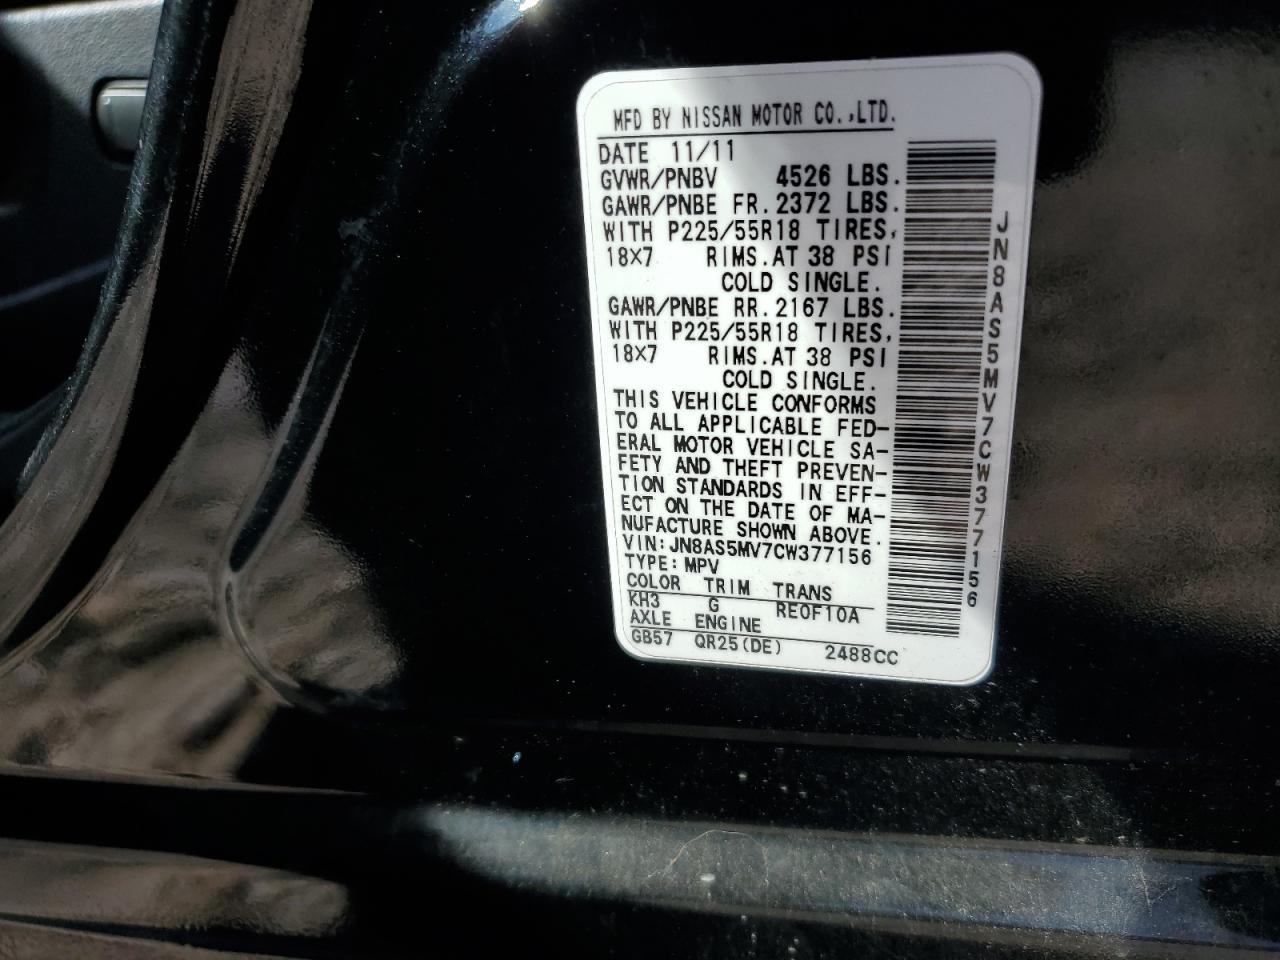 MFD BY NISSAN MOTOR CO.,LTD.
DATE 11/11
GVWR/PNBV 4526 LBS.
GAWR/PNBE FR. 2372 LBS.
WITH P225/55R18 TIRES,
18×7 RIMS. AT 38 PSI
COLD SINGLE.
GAWR/PNBE RR. 2167 LBS.
WITH P225/55R18 TIRES,
18×7 RIMS. AT 38 PSI
COLD SINGLE.
THIS VEHICLE CONFORMS
TO ALL APPLICABLE FED-
ERAL MOTOR VEHICLE SA-
FETY AND THEFT PREVEN-
TION STANDARDS IN EFF-
ECT ON THE DATE OF MA-
NUFACTURE SHOWN ABOVE.
VIN: JN8AS5MV7CW377156
TYPE: MPV
COLOR TRIM TRANS
KH3 G RE0F10A
AXLE ENGINE
GB57 QR25(DE) 2488CC
JN8AS5MV7CW377156